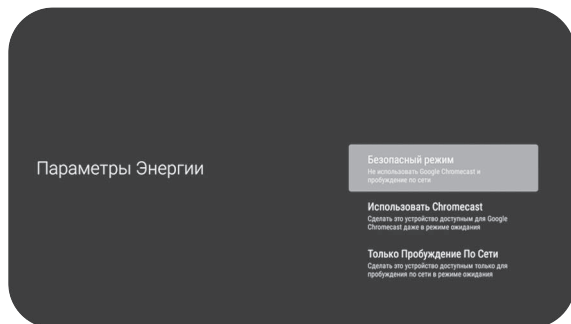 Параметры Энергии
Безопасный режим
Не использовать Google Chromecast и
пробуждение по сети
Использовать Chromecast
Сделать это устройство доступным для Google
Chromecast даже в режиме ожидания
Только Пробуждение По Сети
Сделать это устройство доступным только для
пробуждения по сети в режиме ожидания